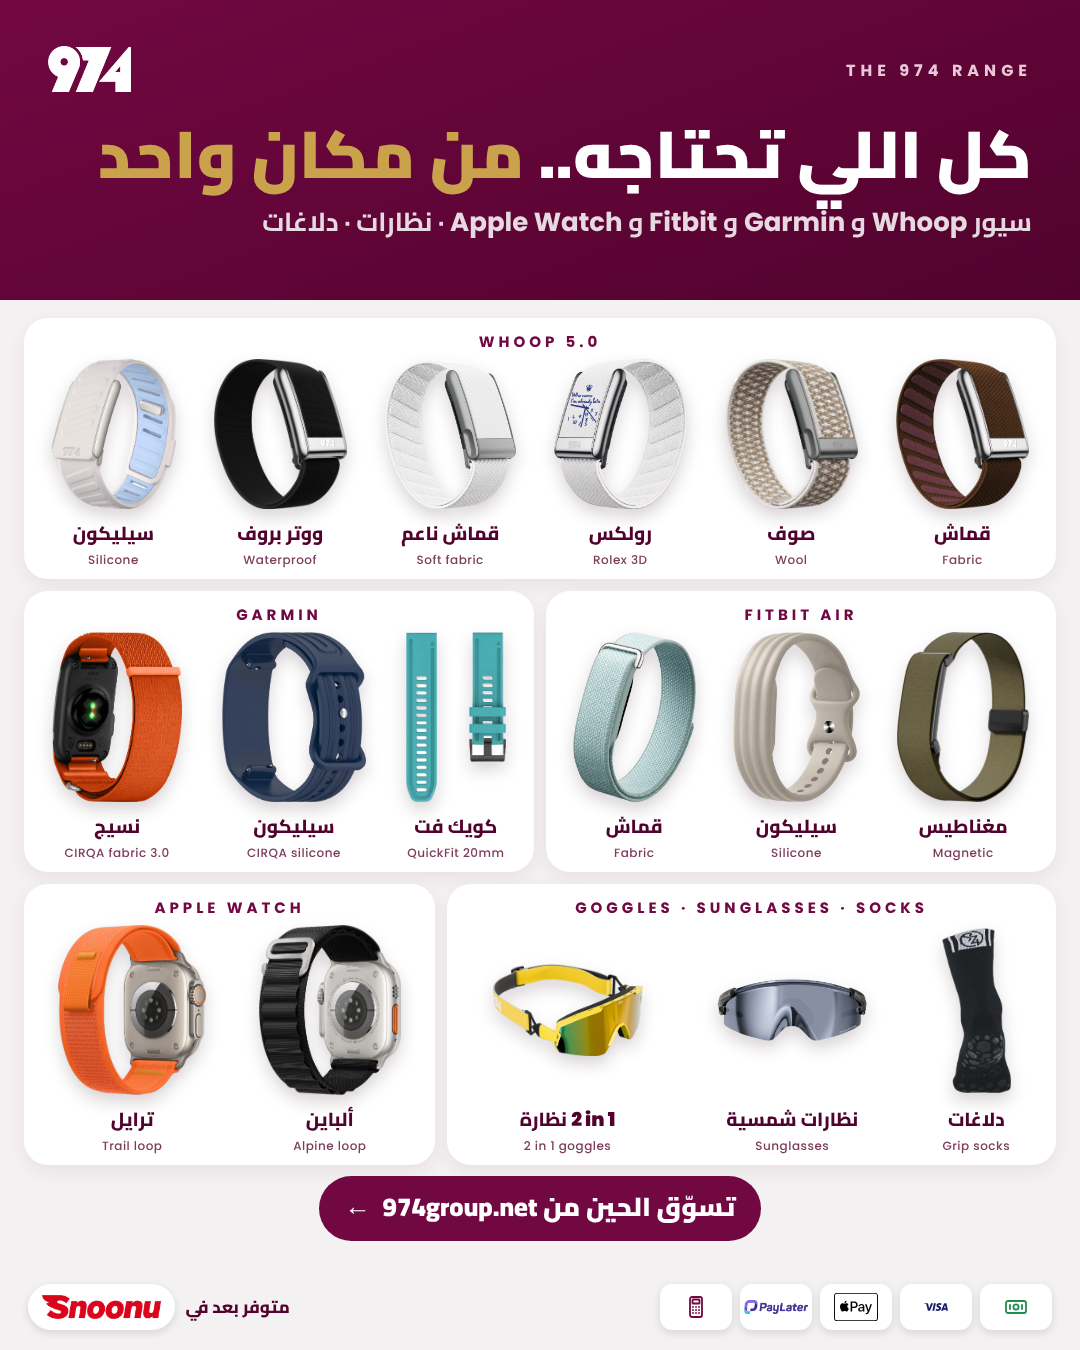 974
THE 974 RANGE
كل اللي تحتاجه.. من مكان واحد
سيور Whoop و Garmin و Fitbit و Apple Watch · نظارات · دلاغات
WHOOP 5.0
سيليكون
Silicone
ووتر بروف
Waterproof
قماش ناعم
Soft fabric
رولكس
Rolex 3D
صوف
Wool
قماش
Fabric
GARMIN
نسيج
CIRQA fabric 3.0
سيليكون
CIRQA silicone
كويك فت
QuickFit 20mm
FITBIT AIR
قماش
Fabric
سيليكون
Silicone
مغناطيس
Magnetic
APPLE WATCH
ترايل
Trail loop
ألباين
Alpine loop
GOGGLES · SUNGLASSES · SOCKS
نظارة 2 in 1
2 in 1 goggles
نظارات شمسية
Sunglasses
دلاغات
Grip socks
تسوّق الحين من 974group.net ←
Snoonu
متوفر بعد في
PayLater
Pay
VISA